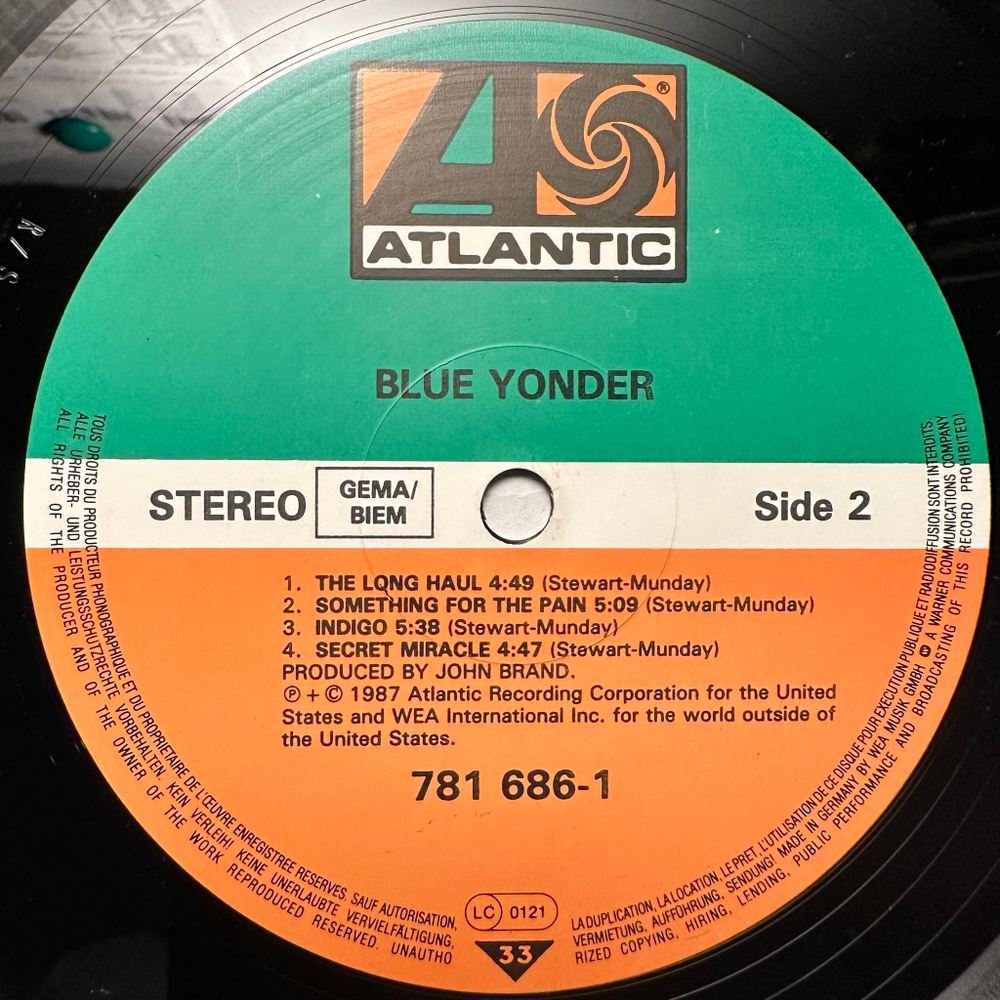 ®
ATLANTIC
BLUE YONDER
STEREO
GEMA/
BIEM
Side 2
1. THE LONG HAUL 4:49 (Stewart-Munday)
2. SOMETHING FOR THE PAIN 5:09 (Stewart-Munday)
3. INDIGO 5:38 (Stewart-Munday)
4. SECRET MIRACLE 4:47 (Stewart-Munday)
PRODUCED BY JOHN BRAND.
℗ + © 1987 Atlantic Recording Corporation for the United
States and WEA International Inc. for the world outside of
the United States.
781 686-1
TOUS DROITS DU PRODUCTEUR PHONOGRAPHIQUE ET DU PROPRIETAIRE DE L'ŒUVRE ENREGISTREE RESERVES. SAUF AUTORISATION,
ALLE URHEBER- UND LEISTUNGSSCHUTZRECHTE VORBEHALTEN. KEIN VERLEIH! KEINE UNERLAUBTE VERVIELFÄLTIGUNG,
ALL RIGHTS OF THE PRODUCER AND OF THE OWNER OF THE WORK REPRODUCED RESERVED. UNAUTHO
LC 0121
33
LA DUPLICATION, LA LOCATION, LE PRET, L'UTILISATION DE CE DISQUE POUR EXECUTION PUBLIQUE ET RADIODIFFUSION SONT INTERDITS.
VERMIETUNG, AUFFÜHRUNG, SENDUNG! MADE IN GERMANY BY WEA MUSIK GMBH A WARNER COMMUNICATIONS COMPANY
RIZED COPYING, HIRING, LENDING, PUBLIC PERFORMANCE AND BROADCASTING OF THIS RECORD PROHIBITED!
R/S